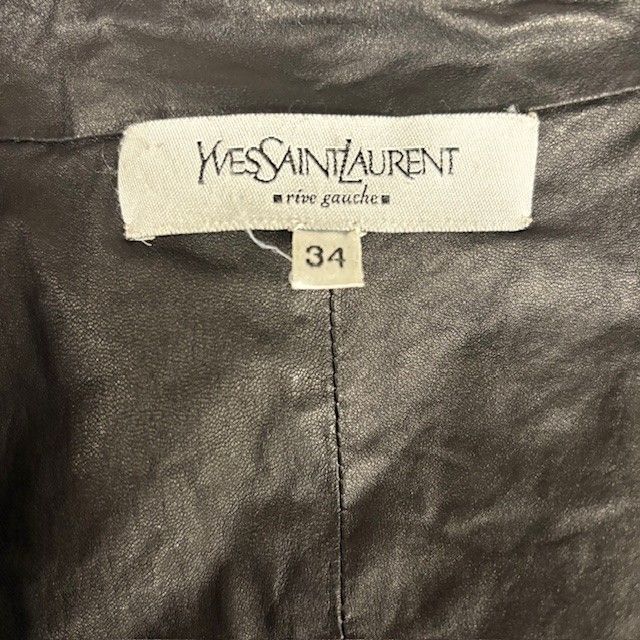 YVESSAINTLAURENT
rive gauche
34